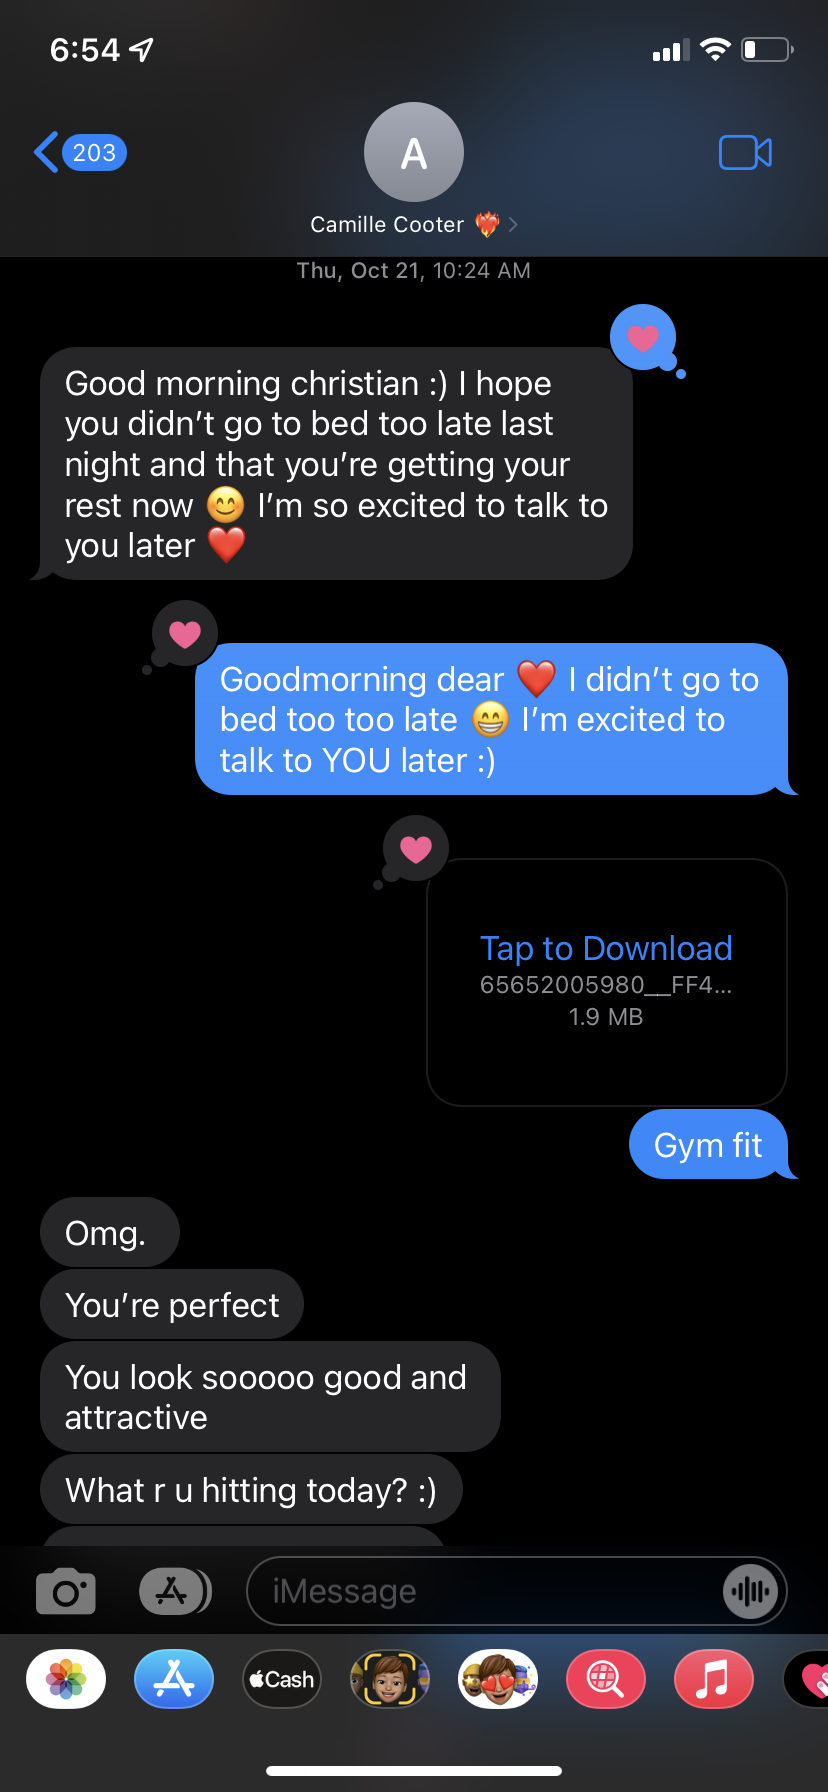 6:54
203
A
Camille Cooter ❤️‍🔥
Thu, Oct 21, 10:24 AM
Good morning christian :) I hope
you didn’t go to bed too late last
night and that you’re getting your
rest now 😊 I’m so excited to talk to
you later ❤️
Goodmorning dear ❤️ I didn’t go to
bed too too late 😁 I’m excited to
talk to YOU later :)
Tap to Download
65652005980__FF4...
1.9 MB
Gym fit
Omg.
You’re perfect
You look sooooo good and
attractive
What r u hitting today? :)
iMessage
Cash